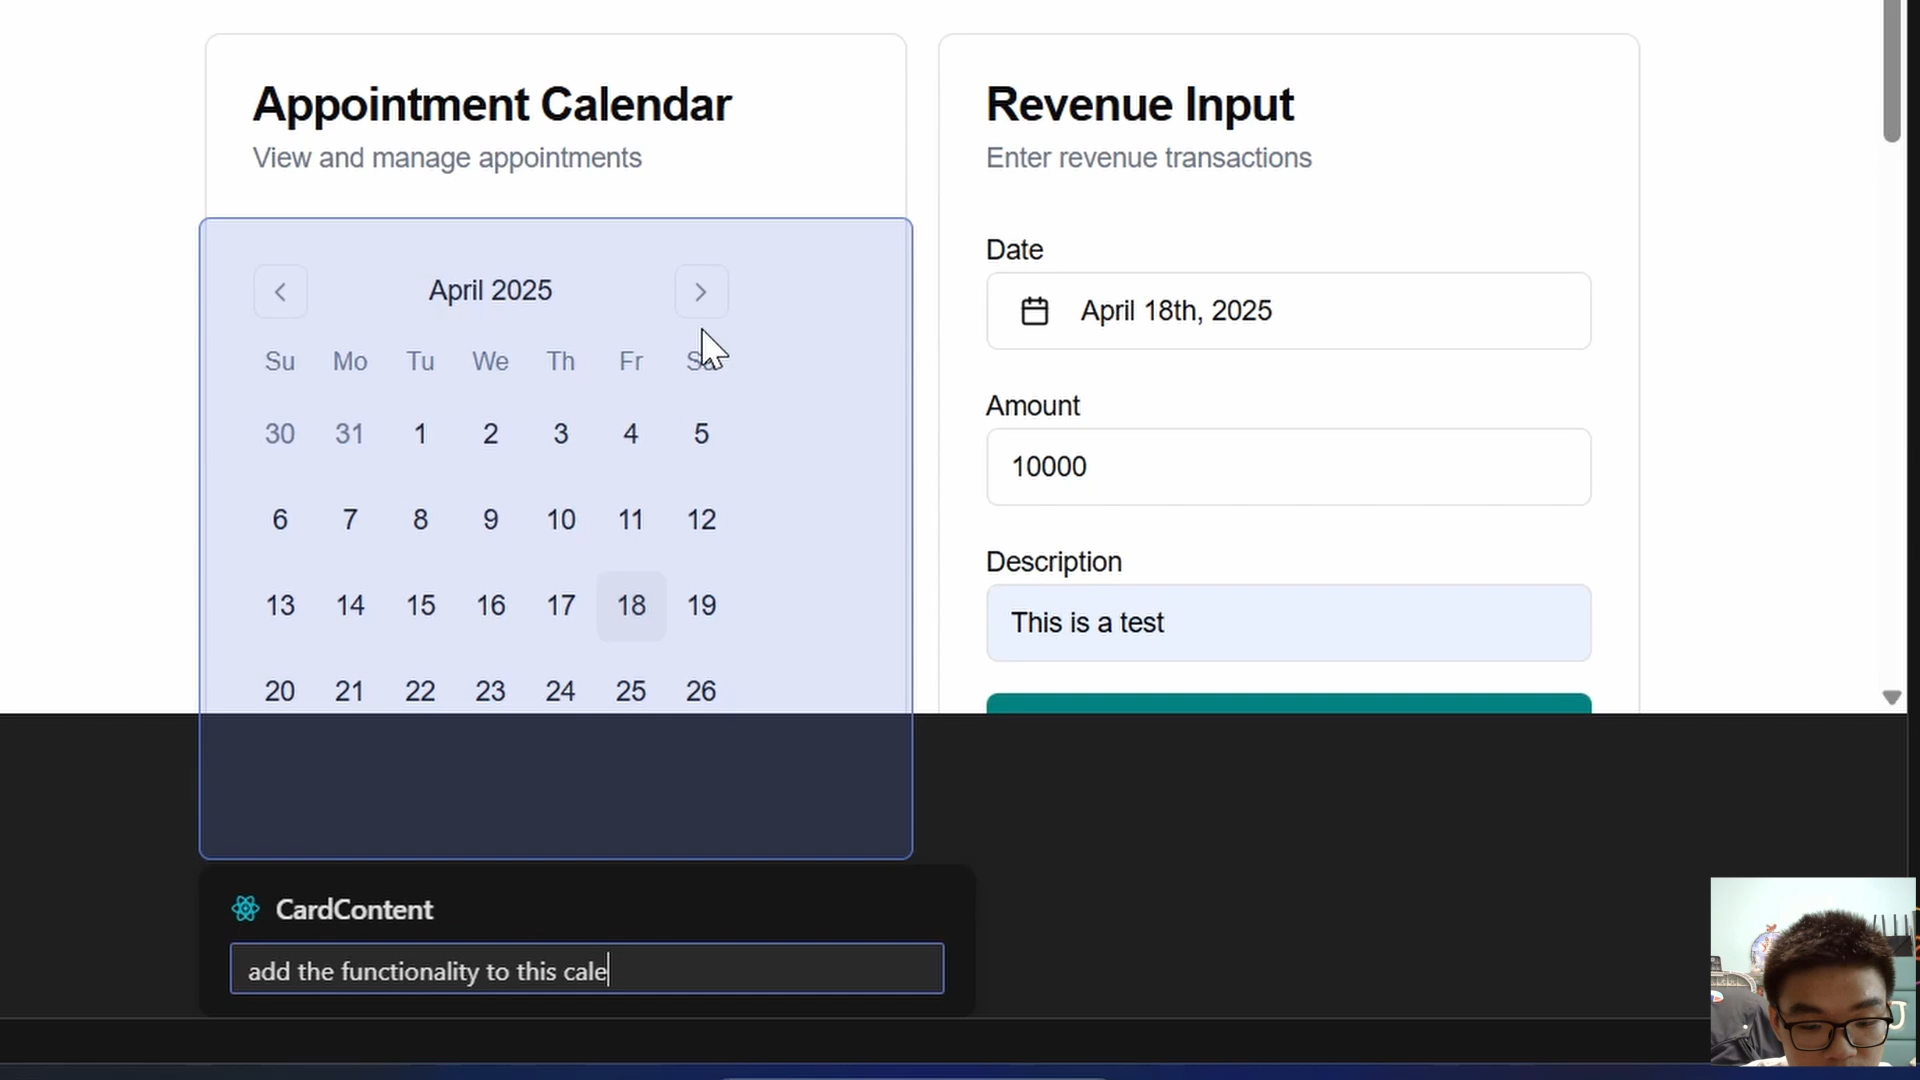 Appointment Calendar
View and manage appointments
April 2025
Su Mo Tu We Th Fr
30 31 1 2 3 4 5
6 7 8 9 10 11 12
13 14 15 16 17 18 19
20 21 22 23 24 25 26
Revenue Input
Enter revenue transactions
Date
April 18th, 2025
Amount
10000
Description
This is a test
CardContent
add the functionality to this cale